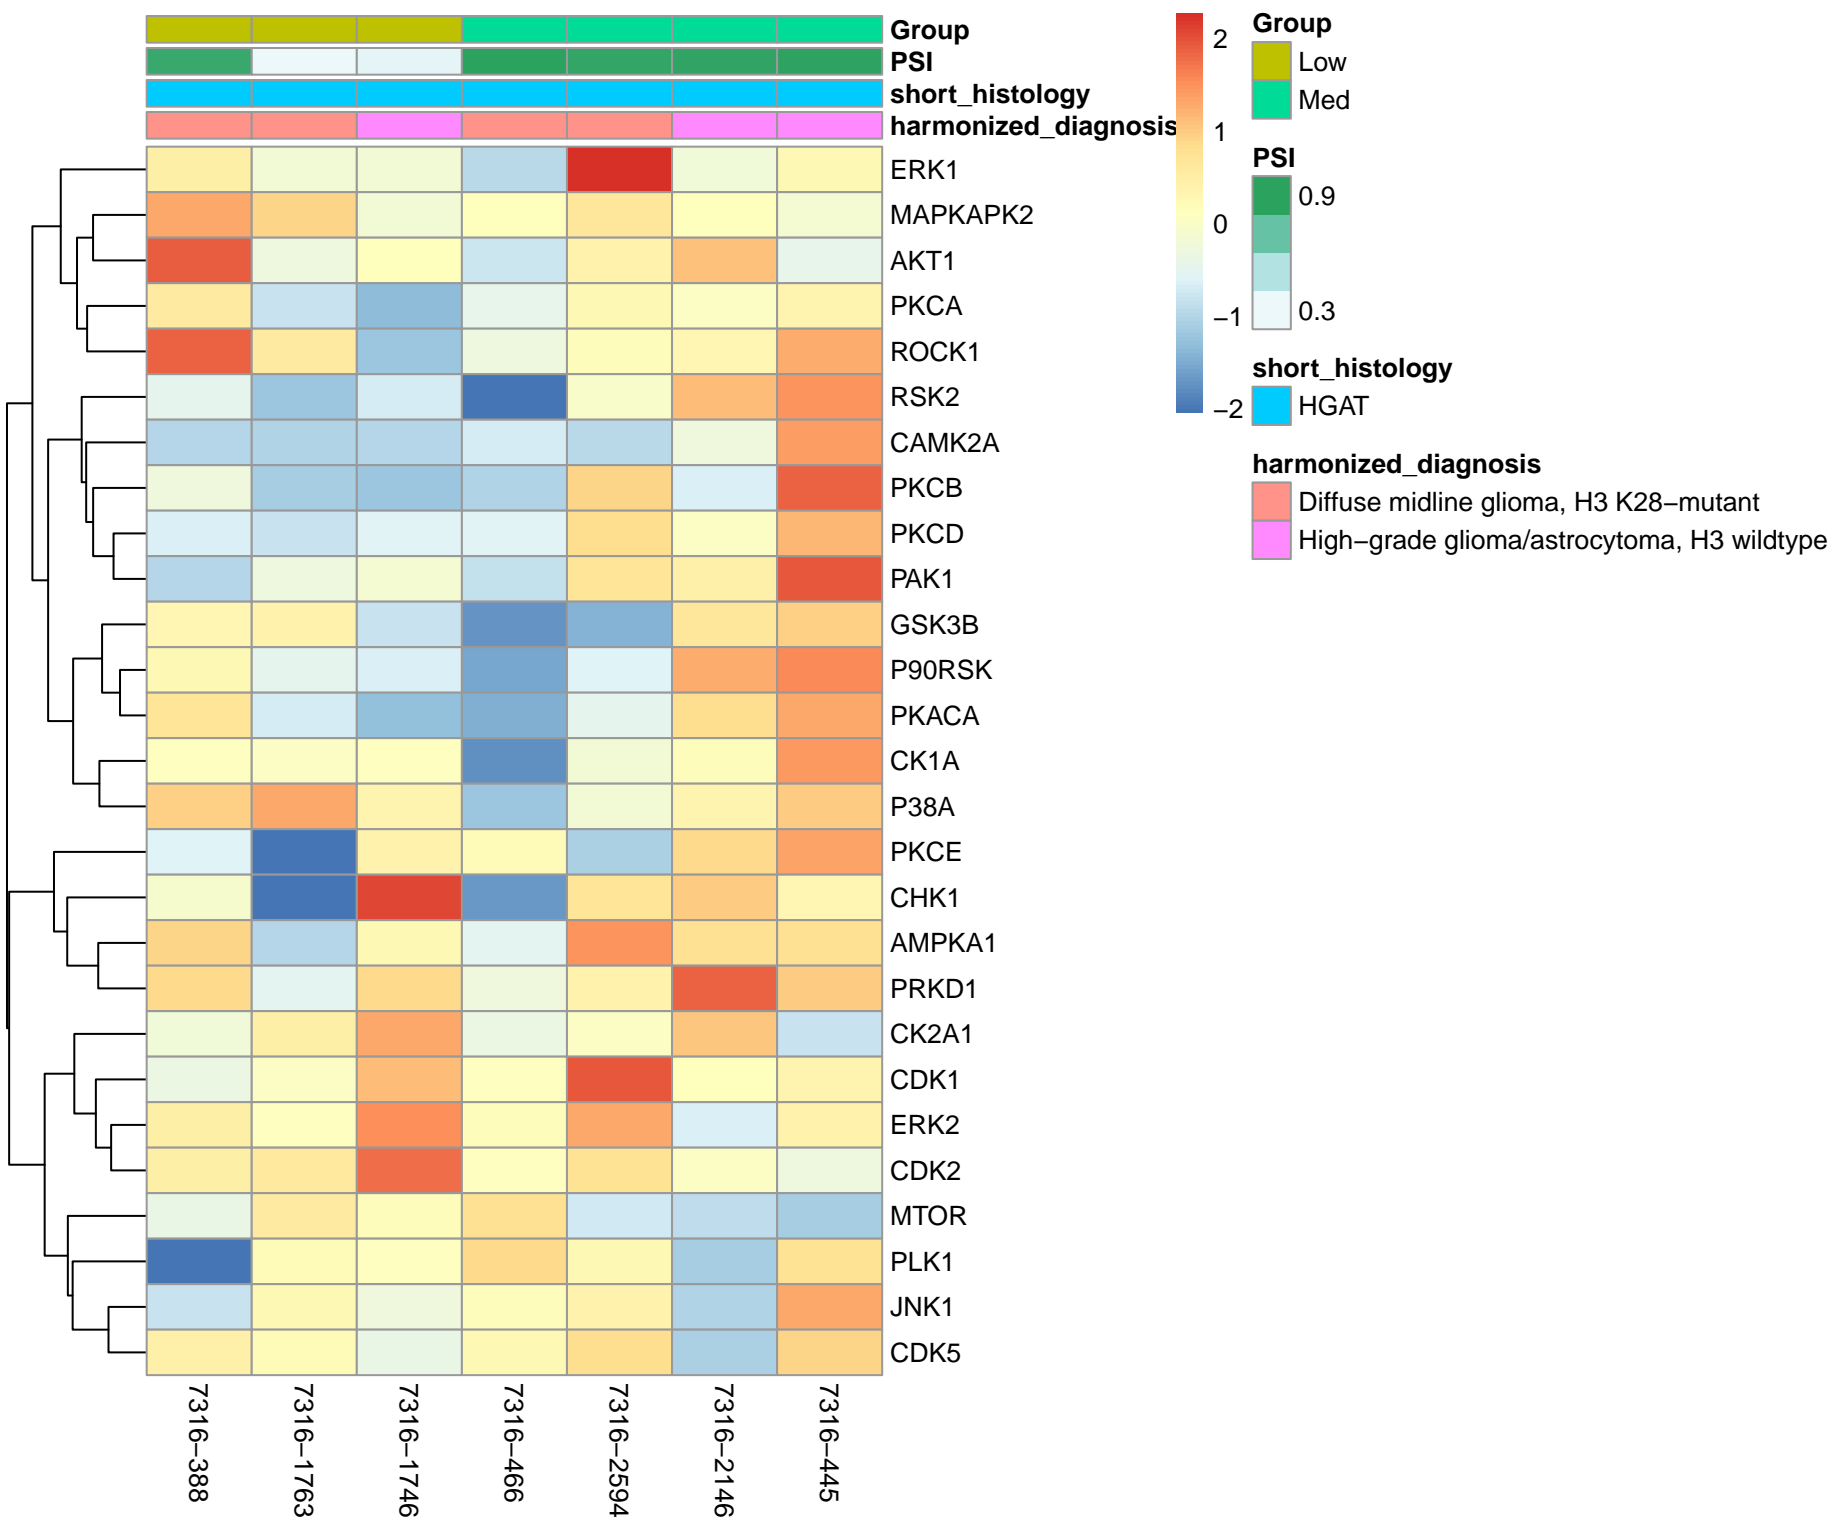 Group
PSI
short_histology
harmonized_diagnosis
ERK1
MAPKAPK2
AKT1
PKCA
ROCK1
RSK2
CAMK2A
PKCB
PKCD
PAK1
GSK3B
P90RSK
PKACA
CK1A
P38A
PKCE
CHK1
AMPKA1
PRKD1
CK2A1
CDK1
ERK2
CDK2
MTOR
PLK1
JNK1
CDK5
7316−388
7316−1763
7316−1746
7316−466
7316−2594
7316−2146
7316−445
2
1
0
−1
−2
Group
Low
Med
PSI
0.9
0.3
short_histology
HGAT
harmonized_diagnosis
Diffuse midline glioma, H3 K28−mutant
High−grade glioma/astrocytoma, H3 wildtype